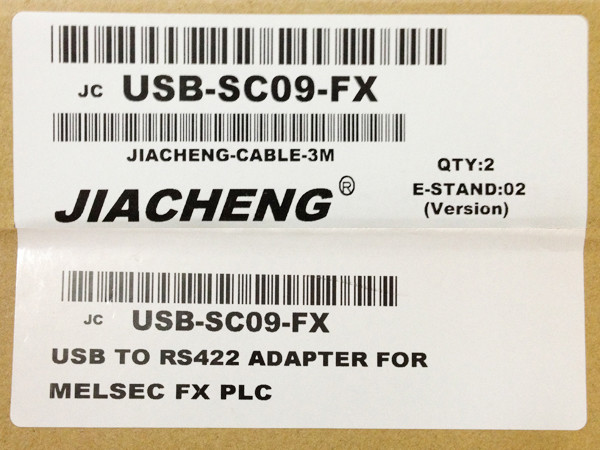 JC USB-SC09-FX
JIACHENG-CABLE-3M
QTY:2
JIACHENG®
E-STAND:02
(Version)
JC USB-SC09-FX
USB TO RS422 ADAPTER FOR
MELSEC FX PLC